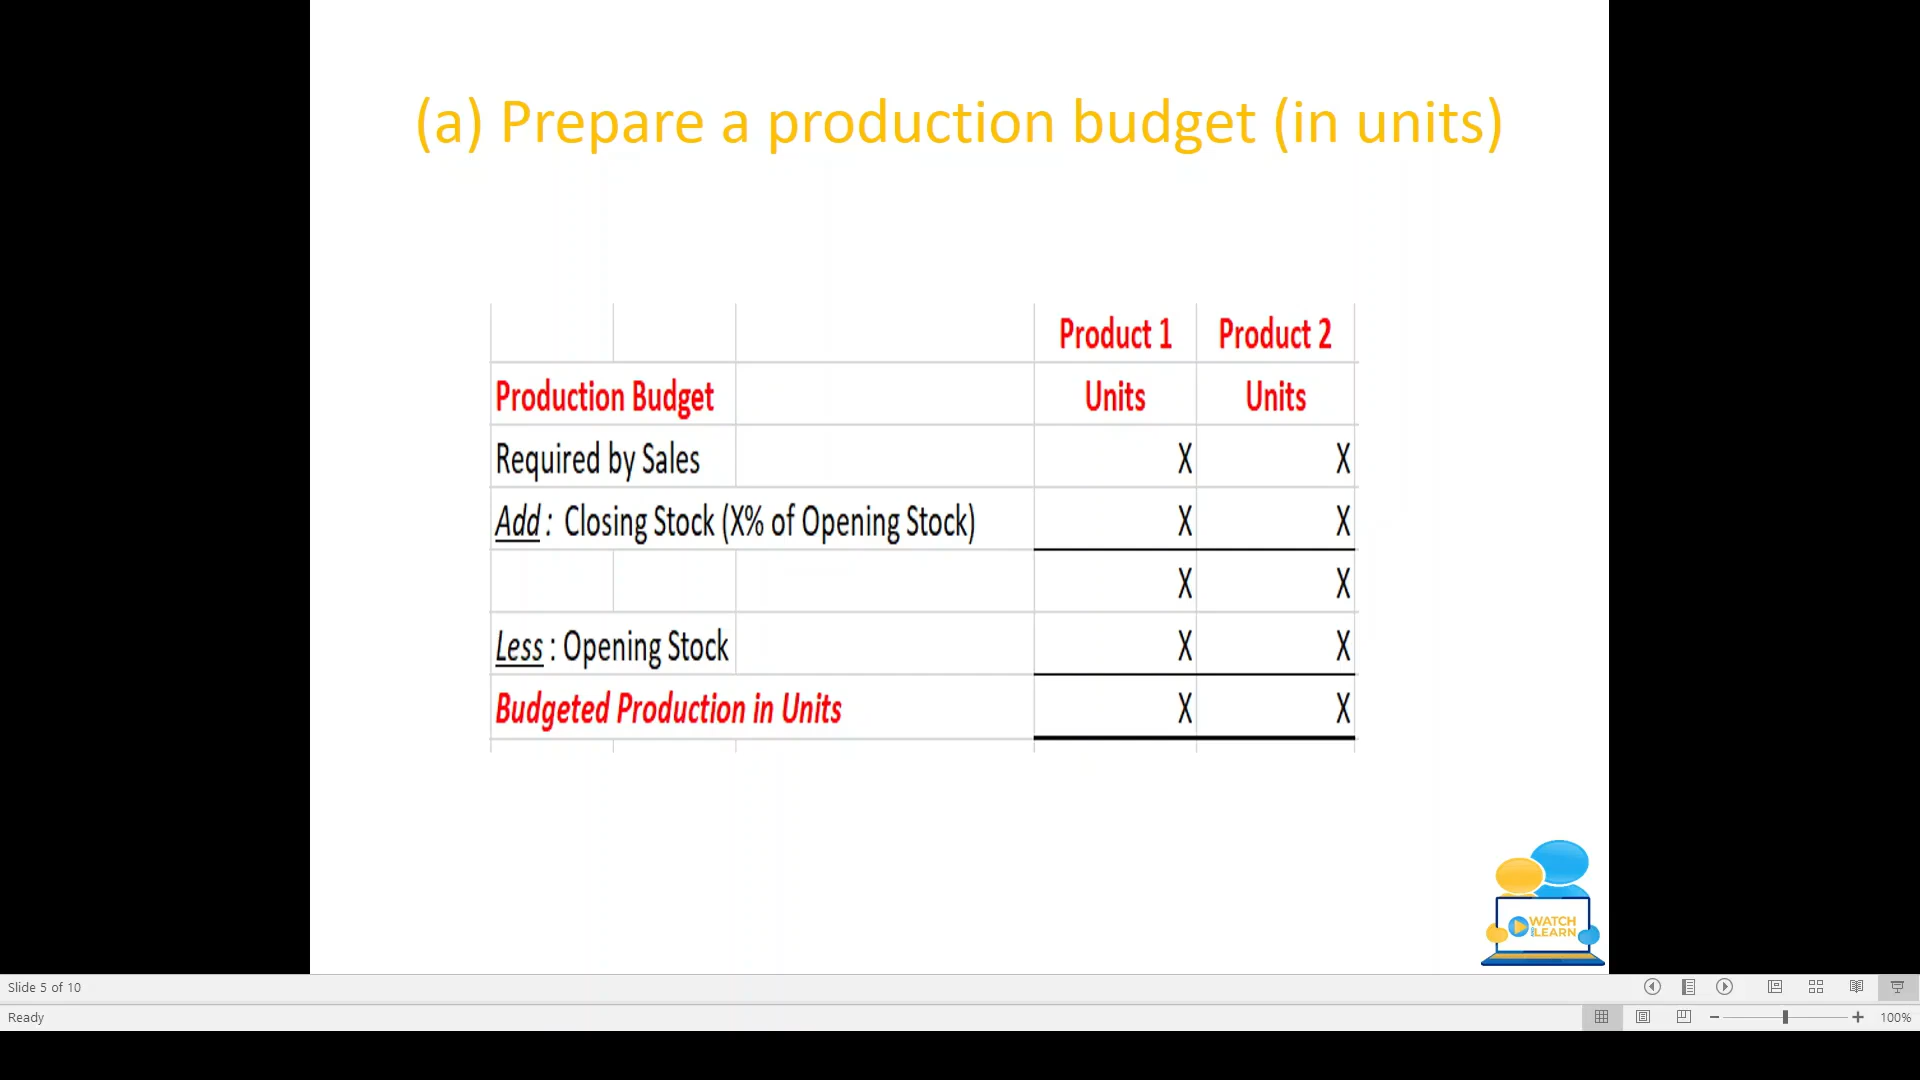 (a) Prepare a production budget (in units)
Product 1 Product 2
Production Budget Units Units
Required by Sales X X
Add : Closing Stock (X% of Opening Stock) X X
X X
Less : Opening Stock X X
Budgeted Production in Units X X
WATCH
LEARN
Slide 5 of 10
Ready
100%